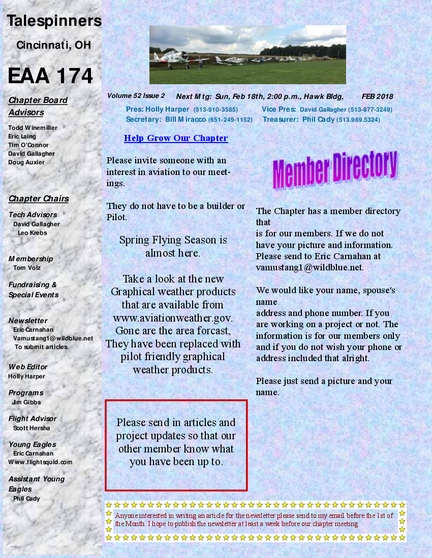 Talespinners
Cincinnati, OH
EAA 174
Chapter Board
Advisors
Todd Winemiller
Eric Laing
Tim O'Connor
David Gallagher
Doug Auxier
Chapter Chairs
Tech Advisors
David Gallagher
Leo Krebs
Membership
Tom Volz
Fundraising &
Special Events
Newsletter
Eric Carnahan
Vamustang1@wildblue.net
To submit articles.
Web Editor
Holly Harper
Programs
Jim Gibbs
Flight Advisor
Scott Hersha
Young Eagles
Eric Carnahan
Www.flightsquid.com
Assistant Young
Eagles
Phil Cady
Volume 52 Issue 2 Next Mtg: Sun, Feb 18th, 2:00 p.m., Hawk Bldg, FEB 2018
Pres: Holly Harper (513-910-3585) Vice Pres: David Gallagher (513-877-3249)
Secretary: Bill Miracco (651-249-1152) Treasurer: Phil Cady (513.969.5324)
Help Grow Our Chapter
Please invite someone with an
interest in aviation to our meet-
ings.
They do not have to be a builder or
Pilot.
Spring Flying Season is
almost here.
Take a look at the new
Graphical weather products
that are available from
www.aviationweather.gov.
Gone are the area forcast,
They have been replaced with
pilot friendly graphical
weather products.
Please send in articles and
project updates so that our
other member know what
you have been up to.
Member Directory
The Chapter has a member directory
that
is for our members. If we do not
have your picture and information.
Please send to Eric Carnahan at
vamustang1@wildblue.net.
We would like your name, spouse's
name
address and phone number. If you
are working on a project or not. The
information is for our members only
and if you do not wish your phone or
address included that alright.
Please just send a picture and your
name.
Anyone interested in writing an article for the newsletter please send to my email before the 1st of
the Month. I hope to publish the newsletter at least a week before our chapter meeting.